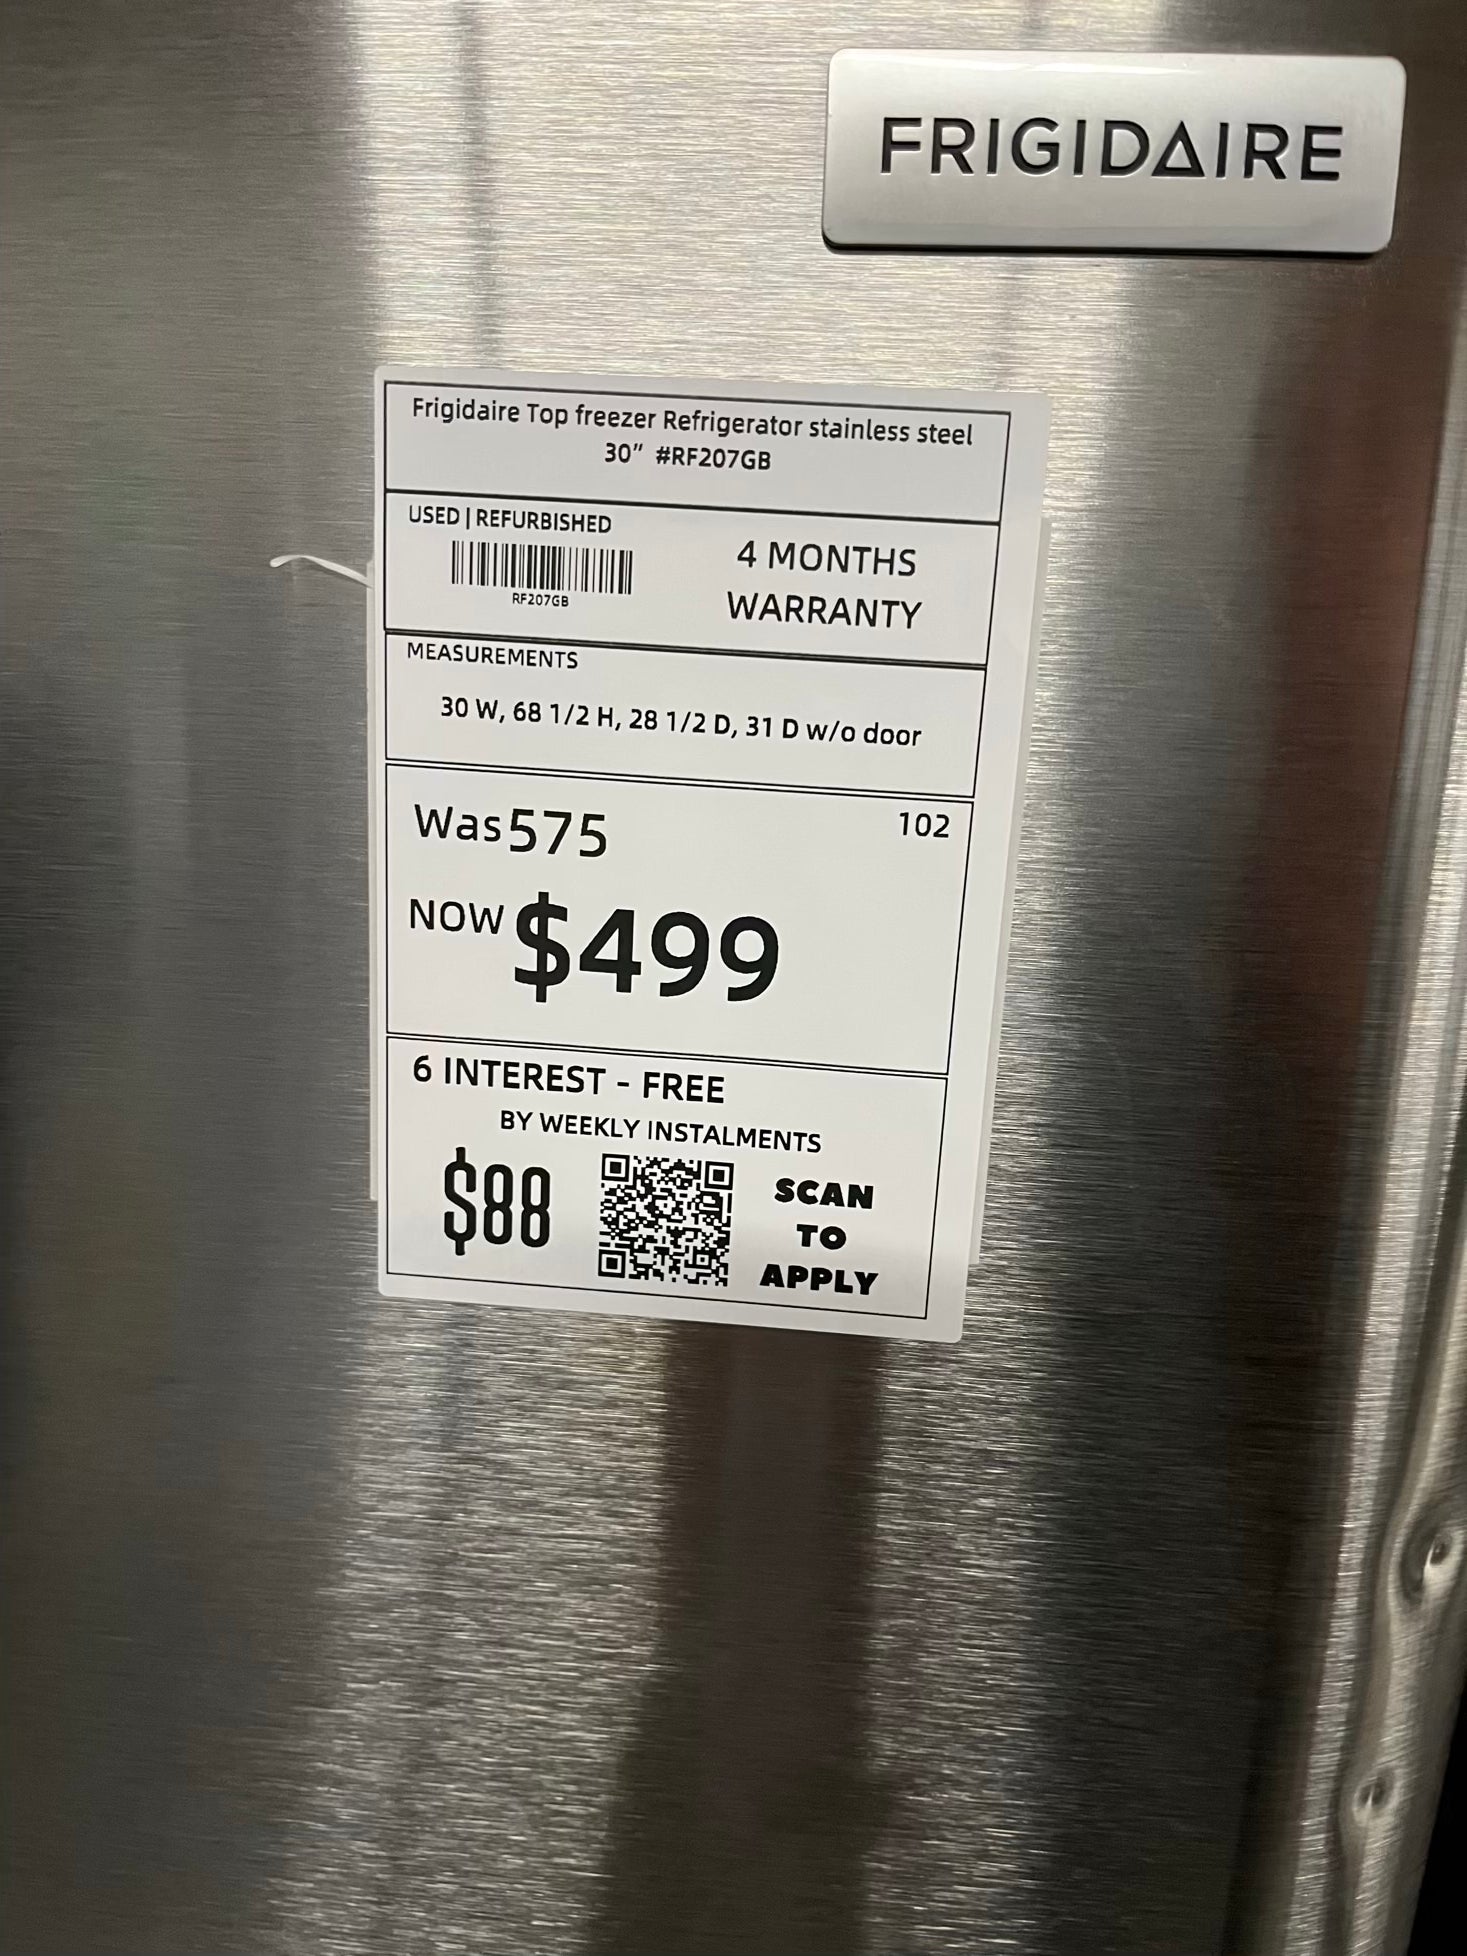 FRIGIDAIRE
Frigidaire Top freezer Refrigerator stainless steel
30” #RF207GB
USED | REFURBISHED
RF207GB
4 MONTHS
WARRANTY
MEASUREMENTS
30 W, 68 1/2 H, 28 1/2 D, 31 D w/o door
Was 575
102
NOW $499
6 INTEREST - FREE
BY WEEKLY INSTALMENTS
$88
SCAN
TO
APPLY